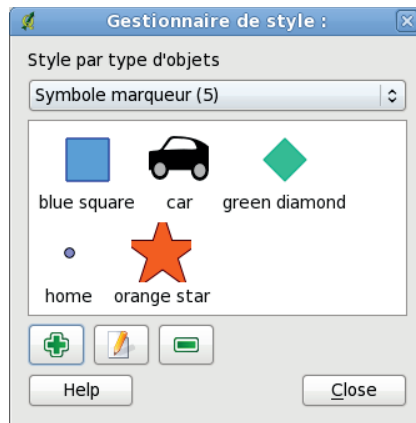 Gestionnaire de style :
Style par type d'objets
Symbole marqueur (5)
blue square car green diamond
home orange star
Help Close